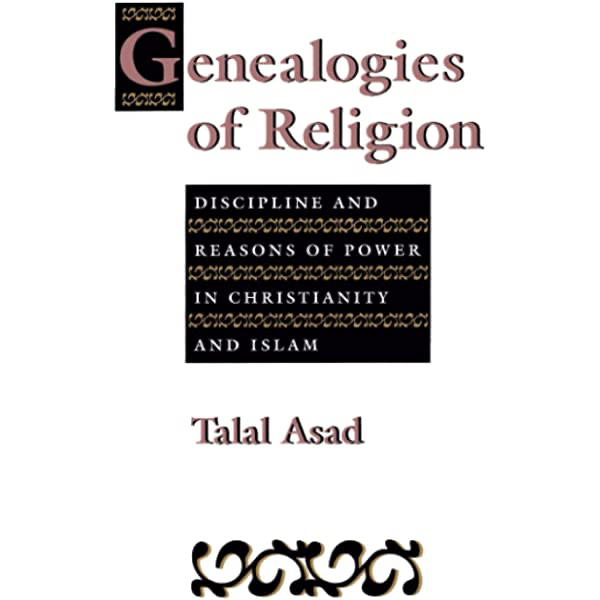 Genealogies
of Religion
DISCIPLINE AND
REASONS OF POWER
IN CHRISTIANITY
AND ISLAM
Talal Asad